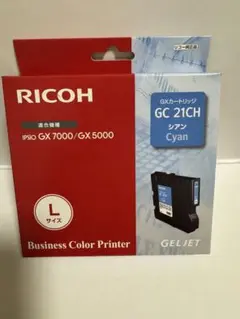 RICOH
適合機種
IPSiO GX 7000/GX 5000
L
サイズ
Business Color Printer
GXカートリッジ
GC 21CH
シアン
Cyan
GELJET